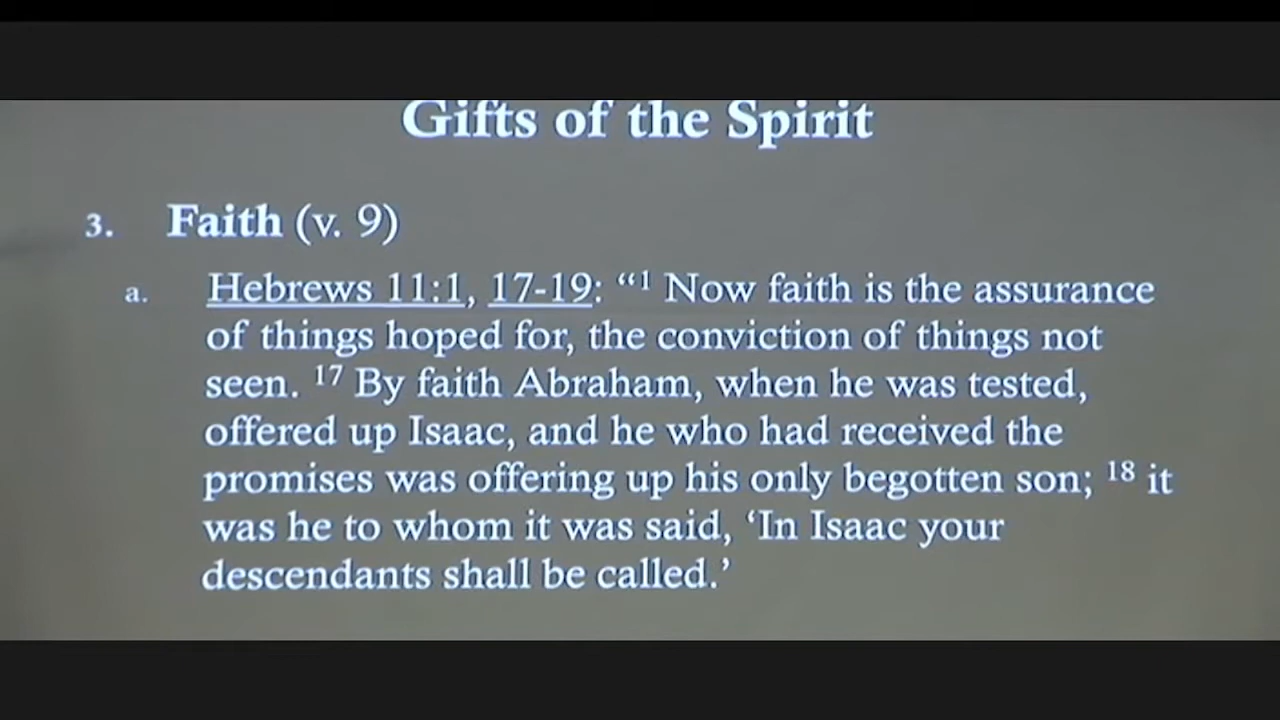 Gifts of the Spirit
3. Faith (v. 9)
a. Hebrews 11:1, 17-19: “¹ Now faith is the assurance
of things hoped for, the conviction of things not
seen. ¹⁷ By faith Abraham, when he was tested,
offered up Isaac, and he who had received the
promises was offering up his only begotten son; ¹⁸ it
was he to whom it was said, ‘In Isaac your
descendants shall be called.’